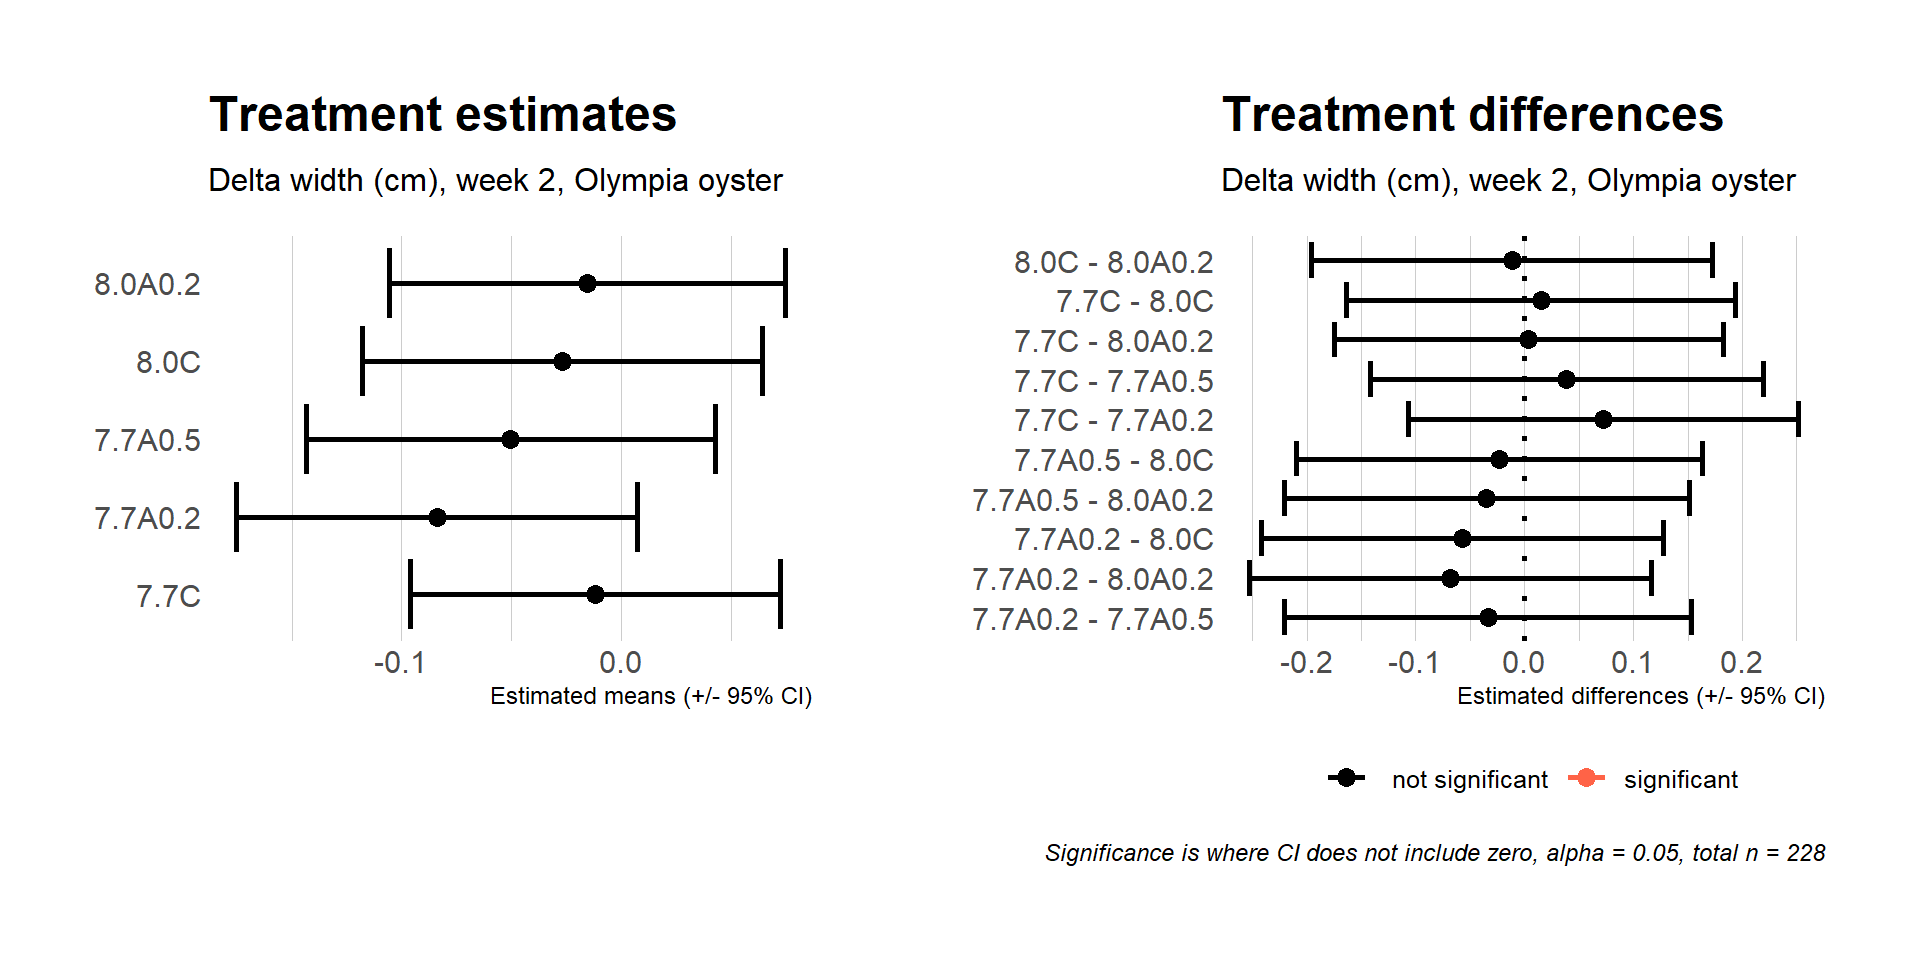 Treatment estimates
Delta width (cm), week 2, Olympia oyster
8.0A0.2
8.0C
7.7A0.5
7.7A0.2
7.7C
-0.1
0.0
Estimated means (+/- 95% CI)
Treatment differences
Delta width (cm), week 2, Olympia oyster
8.0C - 8.0A0.2
7.7C - 8.0C
7.7C - 8.0A0.2
7.7C - 7.7A0.5
7.7C - 7.7A0.2
7.7A0.5 - 8.0C
7.7A0.5 - 8.0A0.2
7.7A0.2 - 8.0C
7.7A0.2 - 8.0A0.2
7.7A0.2 - 7.7A0.5
-0.2 -0.1 0.0 0.1 0.2
Estimated differences (+/- 95% CI)
not significant significant
Significance is where CI does not include zero, alpha = 0.05, total n = 228